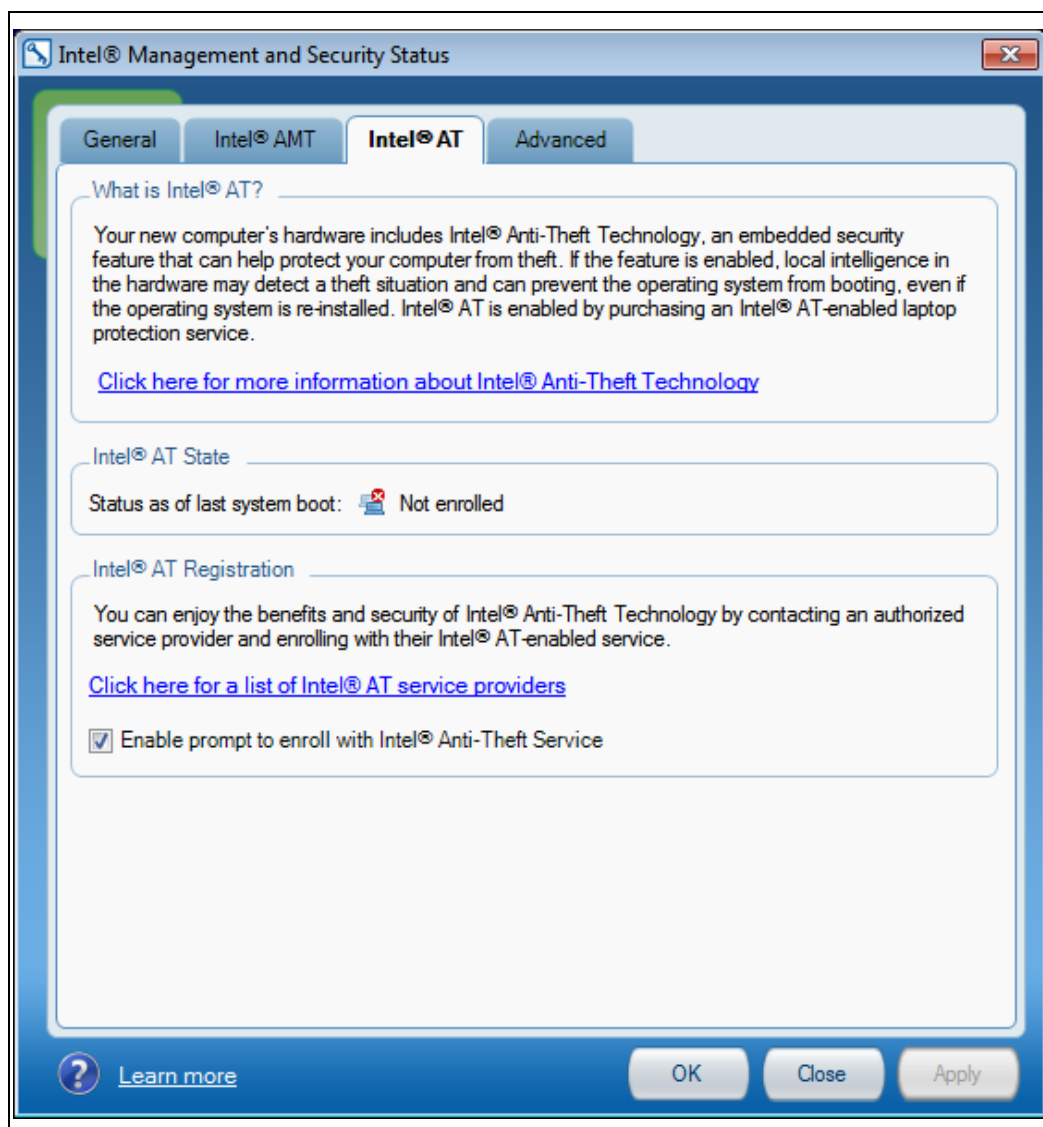 Intel® Management and Security Status
General Intel® AMT Intel® AT Advanced
What is Intel® AT?
Your new computer's hardware includes Intel® Anti-Theft Technology, an embedded security
feature that can help protect your computer from theft. If the feature is enabled, local intelligence in
the hardware may detect a theft situation and can prevent the operating system from booting, even if
the operating system is re-installed. Intel® AT is enabled by purchasing an Intel® AT-enabled laptop
protection service.
Click here for more information about Intel® Anti-Theft Technology
Intel® AT State
Status as of last system boot: Not enrolled
Intel® AT Registration
You can enjoy the benefits and security of Intel® Anti-Theft Technology by contacting an authorized
service provider and enrolling with their Intel® AT-enabled service.
Click here for a list of Intel® AT service providers
Enable prompt to enroll with Intel® Anti-Theft Service
? Learn more OK Close Apply